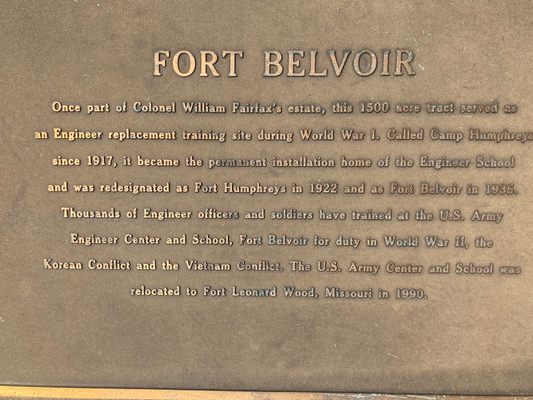 FORT BELVOIR
Once part of Colonel William Fairfax's estate, this 1500 acre tract served as
an Engineer replacement training site during World War I. Called Camp Humphreys
since 1917, it became the permanent installation home of the Engineer School
and was redesignated as Fort Humphreys in 1922 and as Fort Belvoir in 1935.
Thousands of Engineer officers and soldiers have trained at the U.S. Army
Engineer Center and School, Fort Belvoir for duty in World War II, the
Korean Conflict and the Vietnam Conflict. The U.S. Army Center and School was
relocated to Fort Leonard Wood, Missouri in 1990.